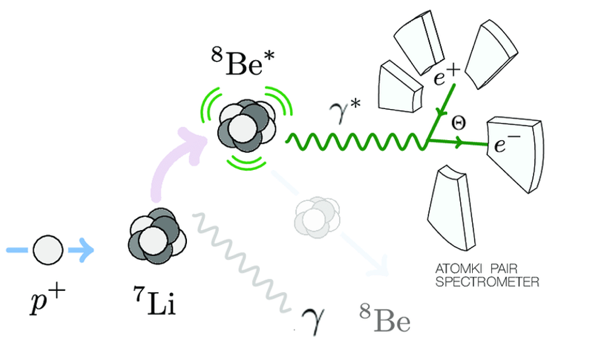 ⁸Be*
e⁺
γ*
Θ
e⁻
p⁺
⁷Li
γ
⁸Be
ATOMKI PAIR
SPECTROMETER